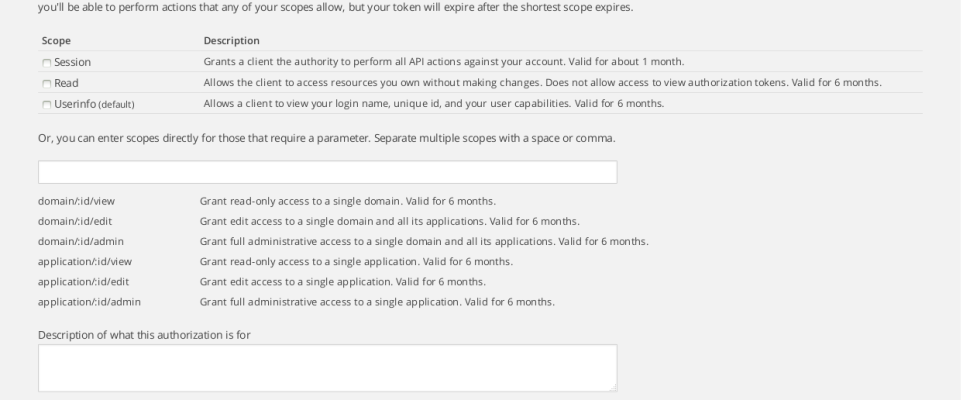 you'll be able to perform actions that any of your scopes allow, but your token will expire after the shortest scope expires.
Scope Description
Session Grants a client the authority to perform all API actions against your account. Valid for about 1 month.
Read Allows the client to access resources you own without making changes. Does not allow access to view authorization tokens. Valid for 6 months.
Userinfo (default) Allows a client to view your login name, unique id, and your user capabilities. Valid for 6 months.
Or, you can enter scopes directly for those that require a parameter. Separate multiple scopes with a space or comma.
domain/:id/view Grant read-only access to a single domain. Valid for 6 months.
domain/:id/edit Grant edit access to a single domain and all its applications. Valid for 6 months.
domain/:id/admin Grant full administrative access to a single domain and all its applications. Valid for 6 months.
application/:id/view Grant read-only access to a single application. Valid for 6 months.
application/:id/edit Grant edit access to a single application. Valid for 6 months.
application/:id/admin Grant full administrative access to a single application. Valid for 6 months.
Description of what this authorization is for